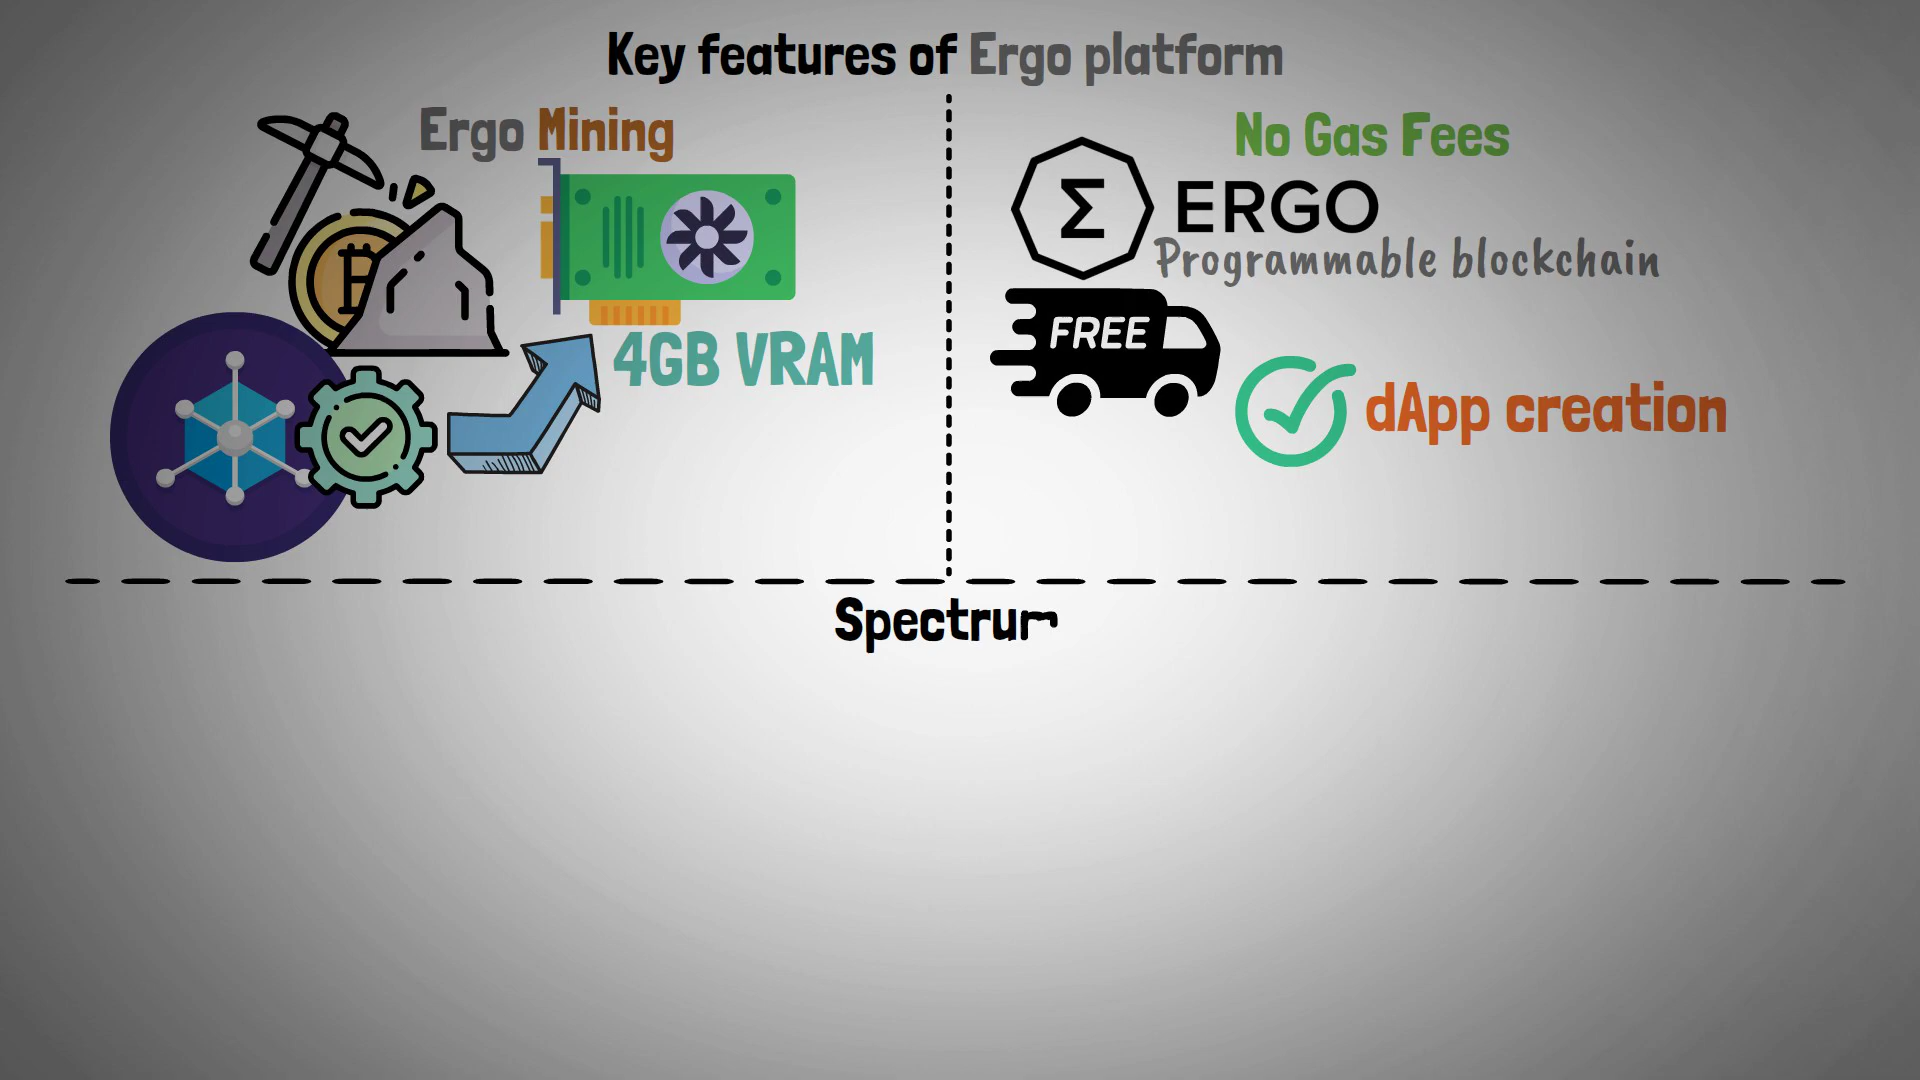 Key features of Ergo platform
Ergo Mining
4GB VRAM
No Gas Fees
Σ ERGO
Programmable blockchain
FREE
dApp creation